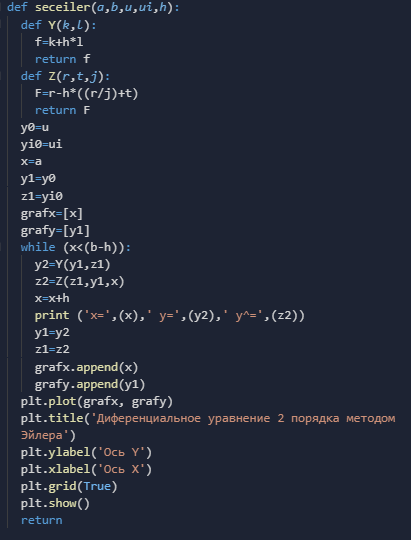 def seceiler(a,b,u,ui,h):
  def Y(k,l):
    f=k+h*l
    return f
  def Z(r,t,j):
    F=r-h*((r/j)+t)
    return F
  y0=u
  yi0=ui
  x=a
  y1=y0
  z1=yi0
  grafx=[x]
  grafy=[y1]
  while (x<(b-h)):
    y2=Y(y1,z1)
    z2=Z(z1,y1,x)
    x=x+h
    print ('x=',(x),' y=',(y2),' y^=',(z2))
    y1=y2
    z1=z2
    grafx.append(x)
    grafy.append(y1)
  plt.plot(grafx, grafy)
  plt.title('Диференциальное уравнение 2 порядка методом
  Эйлера')
  plt.ylabel('Ось Y')
  plt.xlabel('Ось X')
  plt.grid(True)
  plt.show()
  return